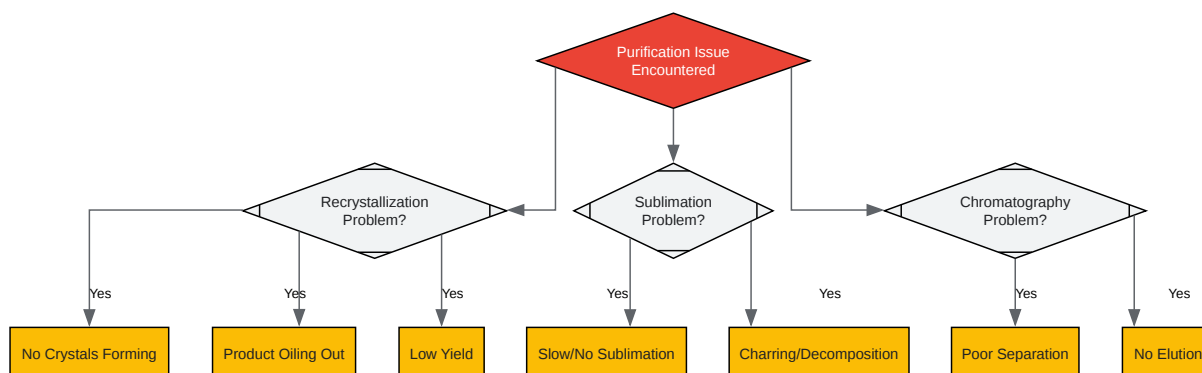 Purification Issue
Encountered
Recrystallization
Problem?
Sublimation
Problem?
Chromatography
Problem?
Yes
Yes
Yes
Yes
Yes
Yes
Yes
No Crystals Forming
Product Oiling Out
Low Yield
Slow/No Sublimation
Charring/Decomposition
Poor Separation
No Elution